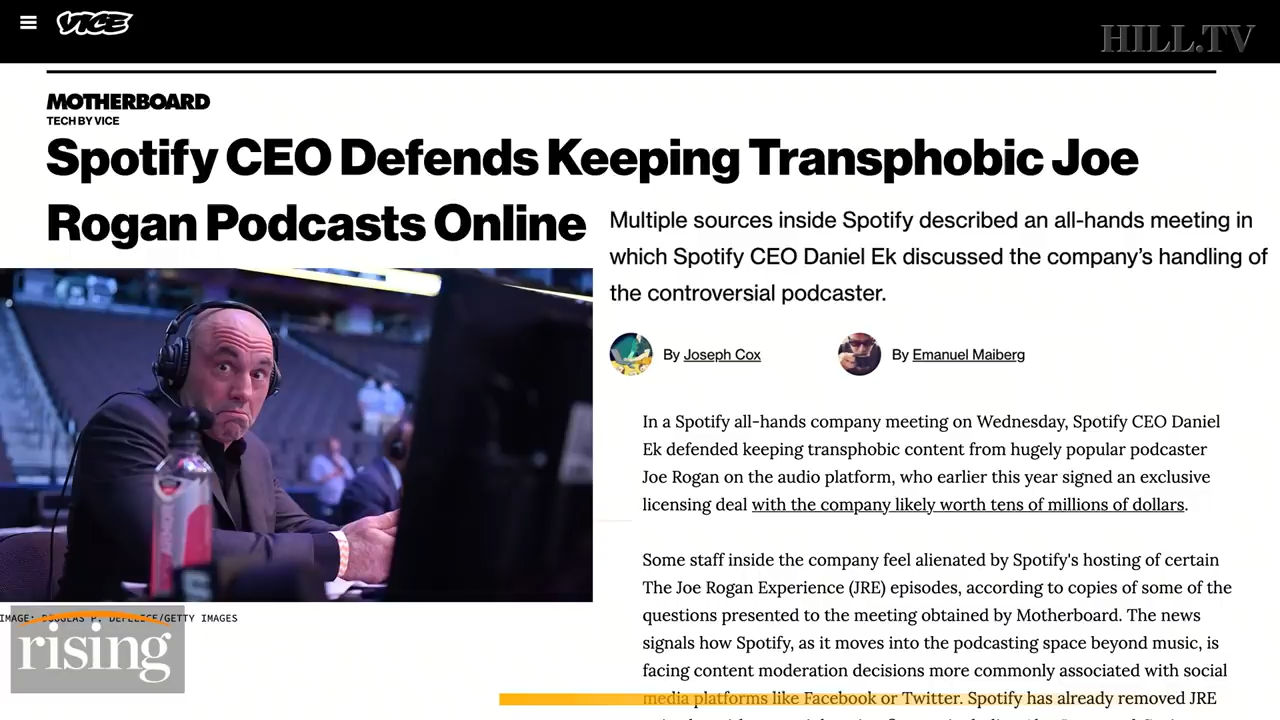 VICE
HILL.TV
MOTHERBOARD
TECH BY VICE
Spotify CEO Defends Keeping Transphobic Joe
Rogan Podcasts Online
Multiple sources inside Spotify described an all-hands meeting in
which Spotify CEO Daniel Ek discussed the company's handling of
the controversial podcaster.
By Joseph Cox
By Emanuel Maiberg
In a Spotify all-hands company meeting on Wednesday, Spotify CEO Daniel
Ek defended keeping transphobic content from hugely popular podcaster
Joe Rogan on the audio platform, who earlier this year signed an exclusive
licensing deal with the company likely worth tens of millions of dollars.
Some staff inside the company feel alienated by Spotify's hosting of certain
The Joe Rogan Experience (JRE) episodes, according to copies of some of the
questions presented to the meeting obtained by Motherboard. The news
signals how Spotify, as it moves into the podcasting space beyond music, is
facing content moderation decisions more commonly associated with social
media platforms like Facebook or Twitter. Spotify has already removed JRE
IMAGE: DOUGLAS P. DEFELICE/GETTY IMAGES
rising